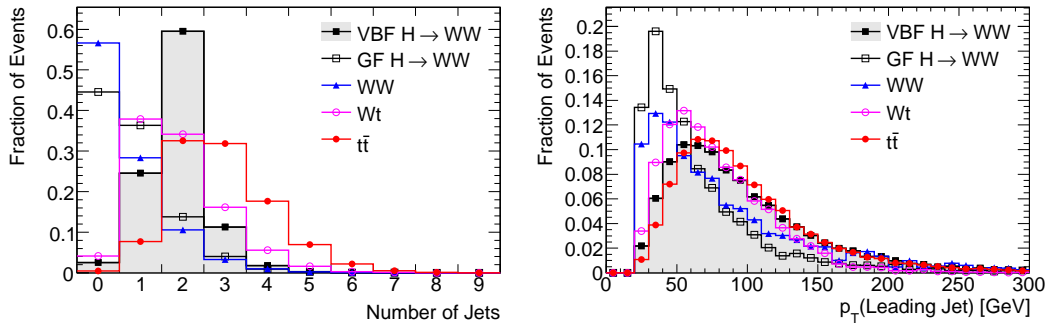 Fraction of Events
0.6
0.5
0.4
0.3
0.2
0.1
0
0 1 2 3 4 5 6 7 8 9
Number of Jets
VBF H → WW
GF H → WW
WW
Wt
tt̄
Fraction of Events
0.2
0.18
0.16
0.14
0.12
0.1
0.08
0.06
0.04
0.02
0
0 50 100 150 200 250 300
p_T(Leading Jet) [GeV]
VBF H → WW
GF H → WW
WW
Wt
tt̄